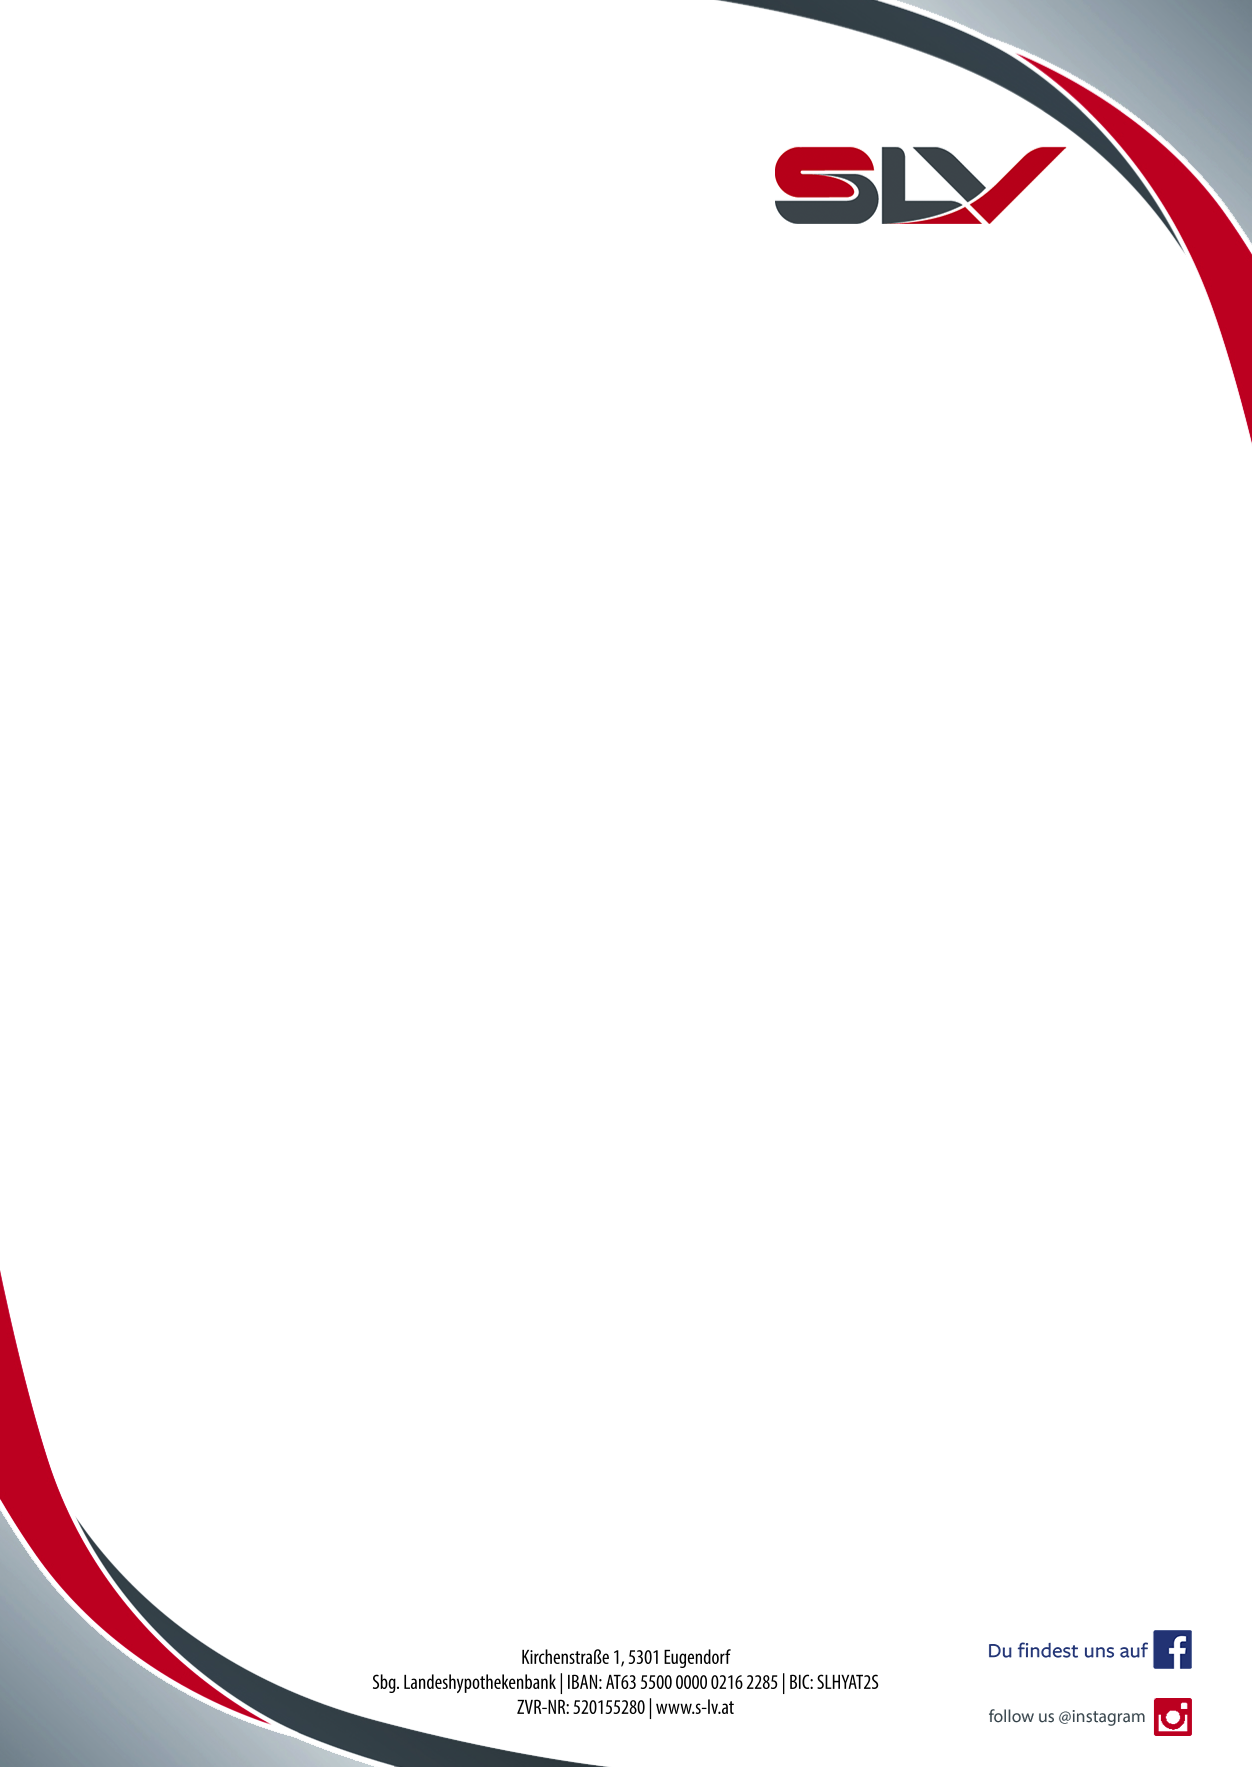 SLV
Kirchenstraße 1, 5301 Eugendorf
Sbg. Landeshypothekenbank | IBAN: AT63 5500 0000 0216 2285 | BIC: SLHYAT2S
ZVR-NR: 520155280 | www.s-lv.at
Du findest uns auf
follow us @instagram